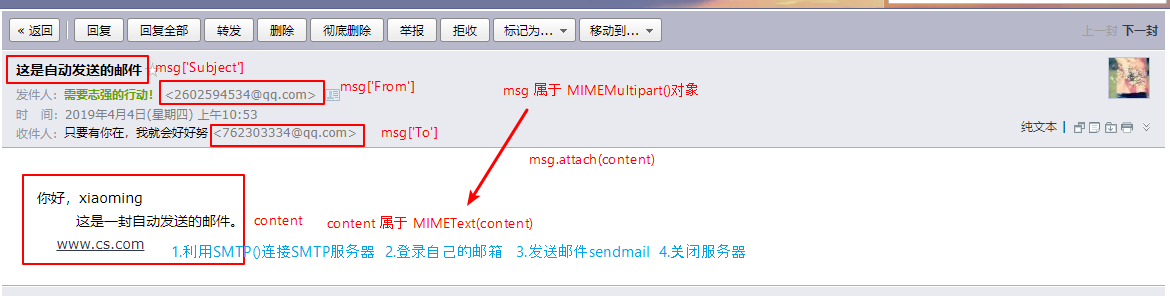 « 返回 回复 回复全部 转发 删除 彻底删除 举报 拒收 标记为... 移动到... 上一封 下一封
这是自动发送的邮件 msg['Subject']
发件人：需要志强的行动！ <2602594534@qq.com> msg['From'] msg 属于 MIMEMultipart()对象
时 间：2019年4月4日(星期四) 上午10:53
收件人：只要有你在，我就会好好努 <762303334@qq.com> msg['To'] 纯文本 |
msg.attach(content)
你好，xiaoming
这是一封自动发送的邮件。 content content 属于 MIMEText(content)
www.cs.com
1.利用SMTP()连接SMTP服务器 2.登录自己的邮箱 3.发送邮件sendmail 4.关闭服务器